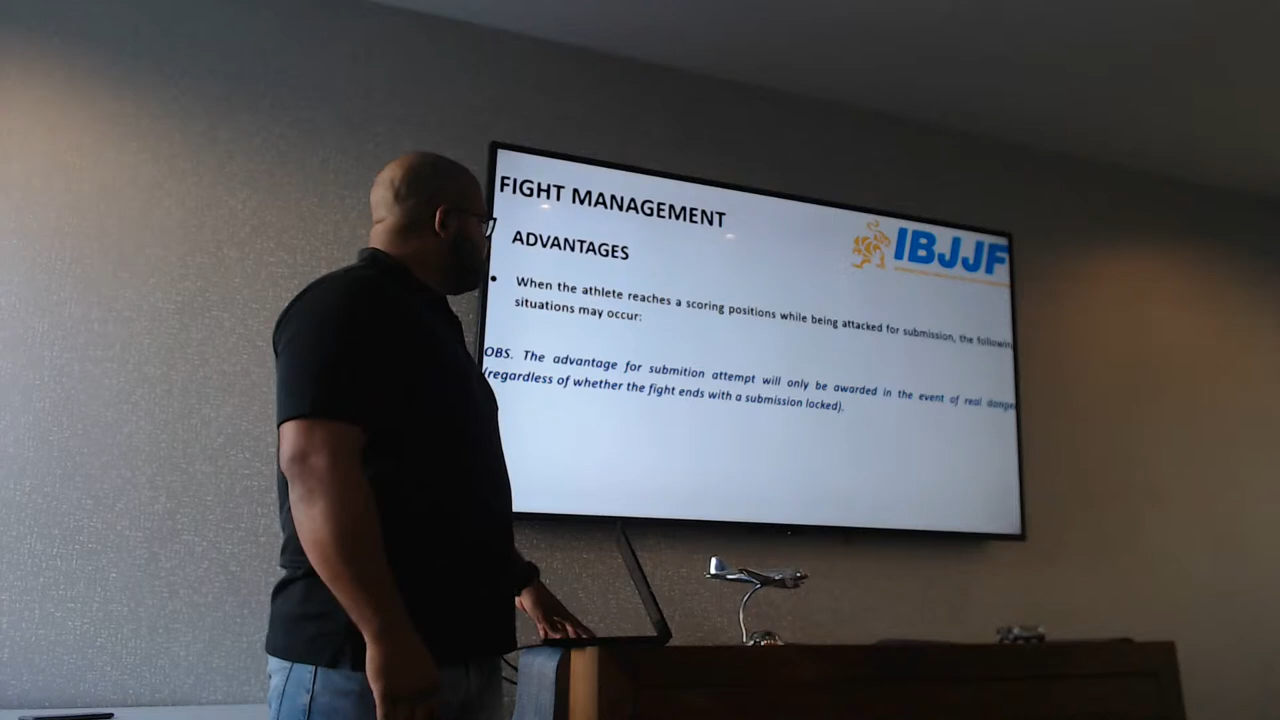 FIGHT MANAGEMENT
IBJJF
ADVANTAGES
• When the athlete reaches a scoring positions while being attacked for submission, the followin
situations may occur:
OBS. The advantage for submition attempt will only be awarded in the event of real dange
(regardless of whether the fight ends with a submission locked).